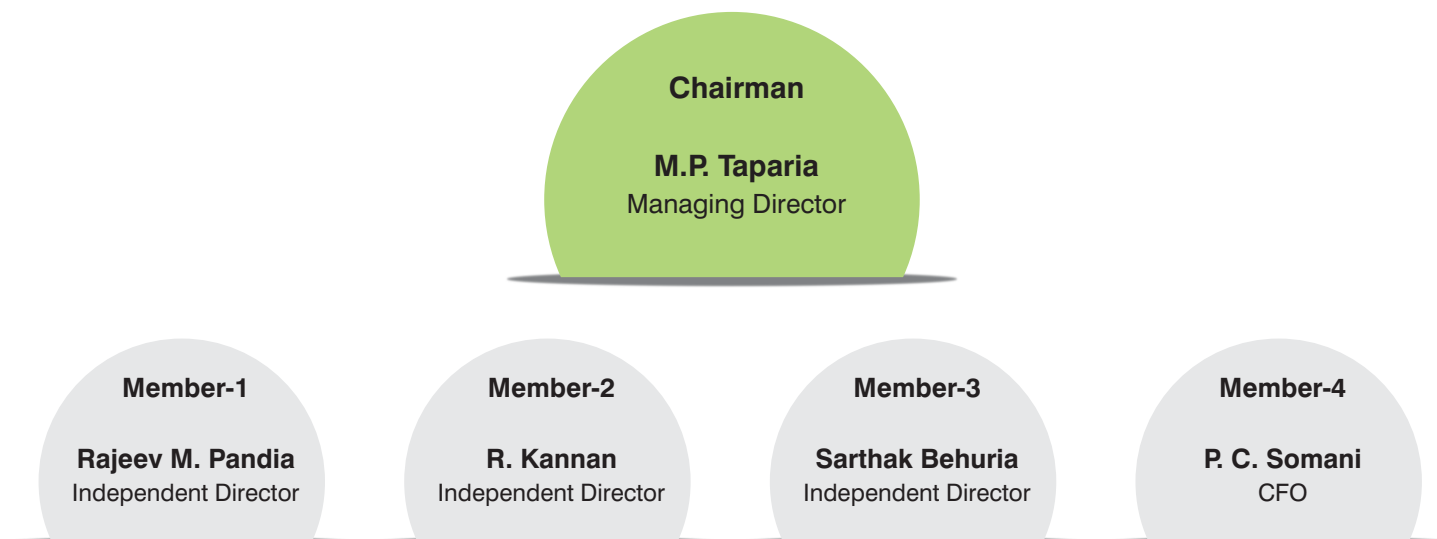 Chairman
M.P. Taparia
Managing Director
Member-1
Rajeev M. Pandia
Independent Director
Member-2
R. Kannan
Independent Director
Member-3
Sarthak Behuria
Independent Director
Member-4
P. C. Somani
CFO